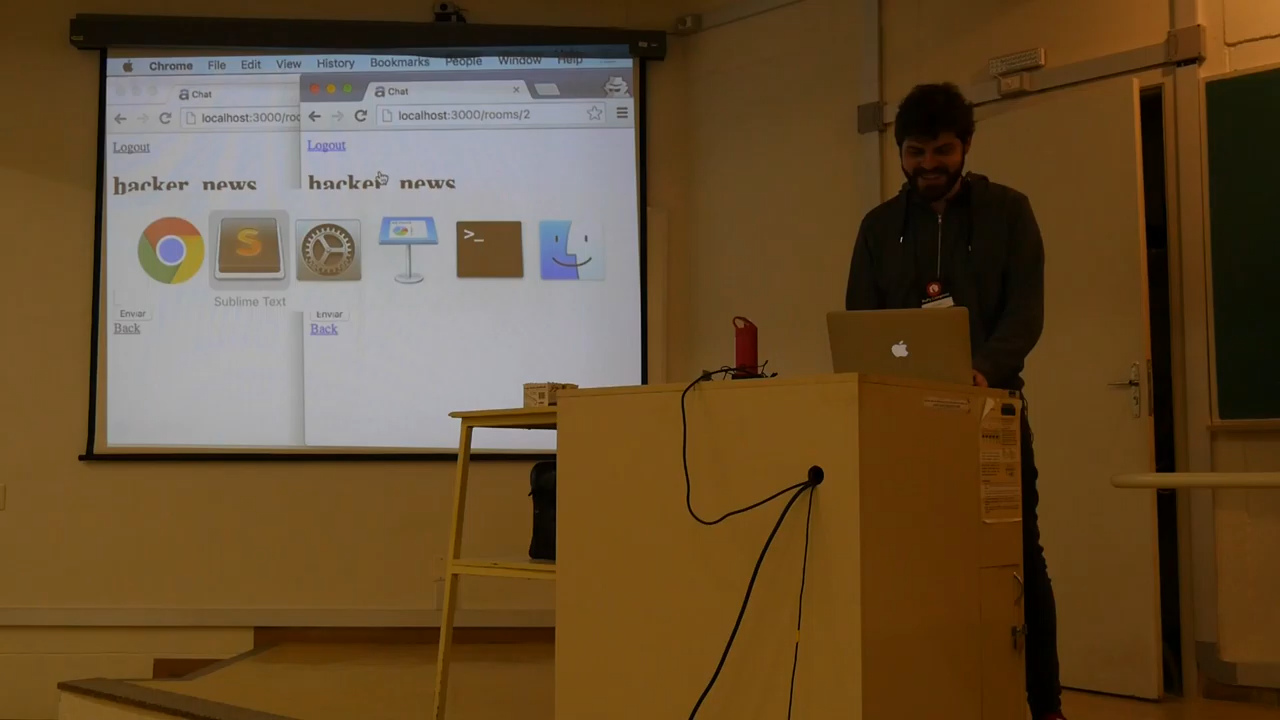 Chrome File Edit View History Bookmarks People Window Help
Chat
Chat
localhost:3000/roo
localhost:3000/rooms/2
Logout
Logout
hacker news
hacker news
>_
S
Sublime Text
Enviar
Enviar
Back
Back